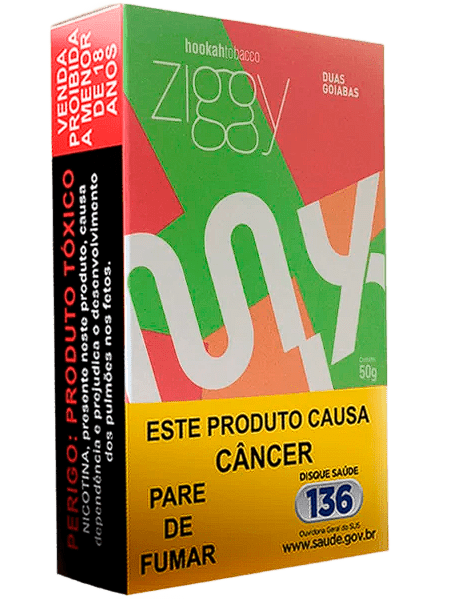 VENDA
PROIBIDA
A MENOR
DE 18
ANOS
PERIGO: PRODUTO TÓXICO
NICOTINA, presente neste produto, causa
dependência e prejudica o desenvolvimento
dos pulmões nos fetos.
hookahtobacco
ziggy
DUAS
GOIABAS
MYX
50g
ESTE PRODUTO CAUSA
CÂNCER
PARE
DE
FUMAR
DISQUE SAÚDE
136
Ouvidoria Geral do SUS
www.saude.gov.br